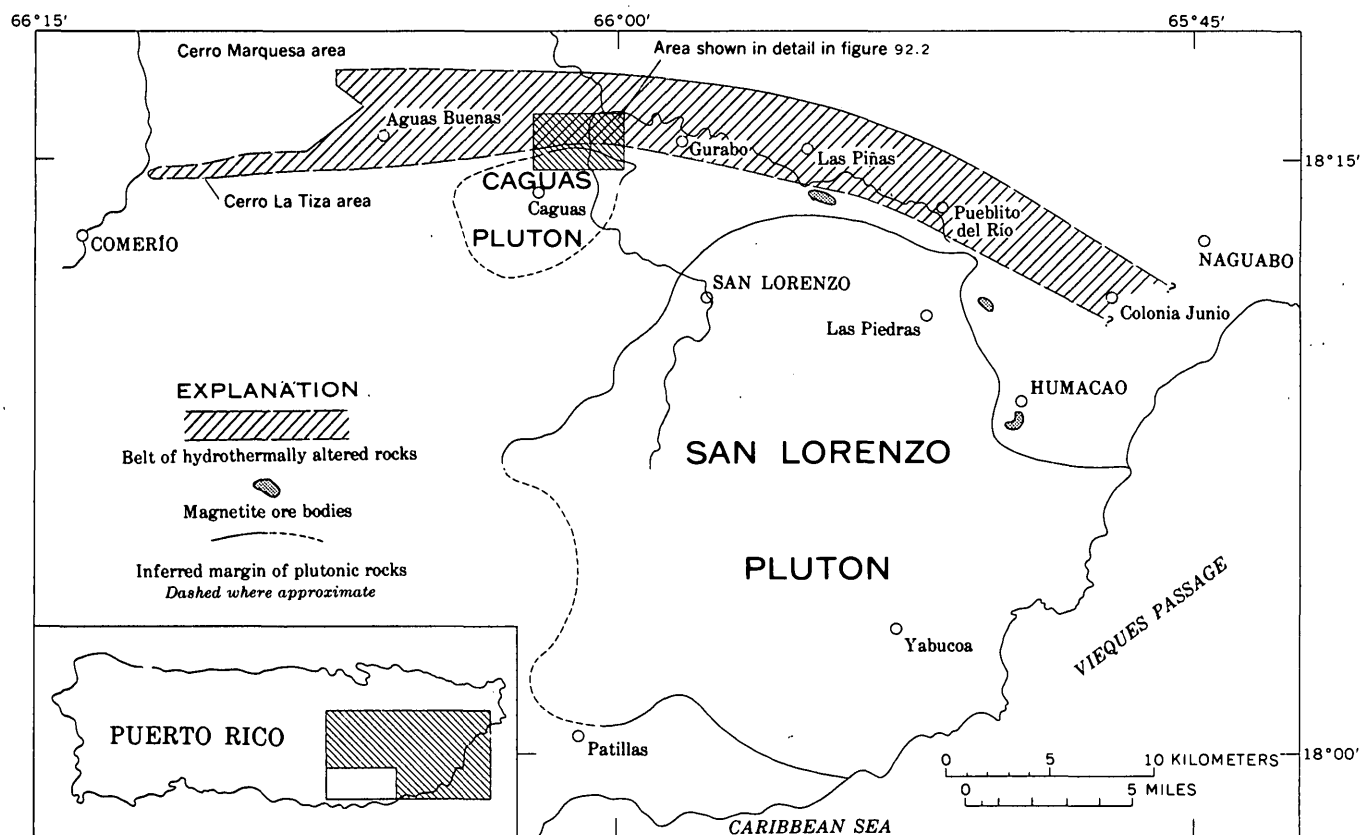 66°15′
66°00′
65°45′
Cerro Marquesa area
Area shown in detail in figure 92.2
Aguas Buenas
Gurabo
Las Piñas
18°15′
CAGUAS
Cerro La Tiza area
Caguas
Pueblito
del Río
COMERÍO
PLUTON
NAGUABO
SAN LORENZO
?
Colonia Junio
?
Las Piedras
EXPLANATION
HUMACAO
Belt of hydrothermally altered rocks
SAN LORENZO
Magnetite ore bodies
PLUTON
Inferred margin of plutonic rocks
Dashed where approximate
VIEQUES PASSAGE
Yabucoa
PUERTO RICO
Patillas
18°00′
0 5 10 KILOMETERS
0 5 MILES
CARIBBEAN SEA